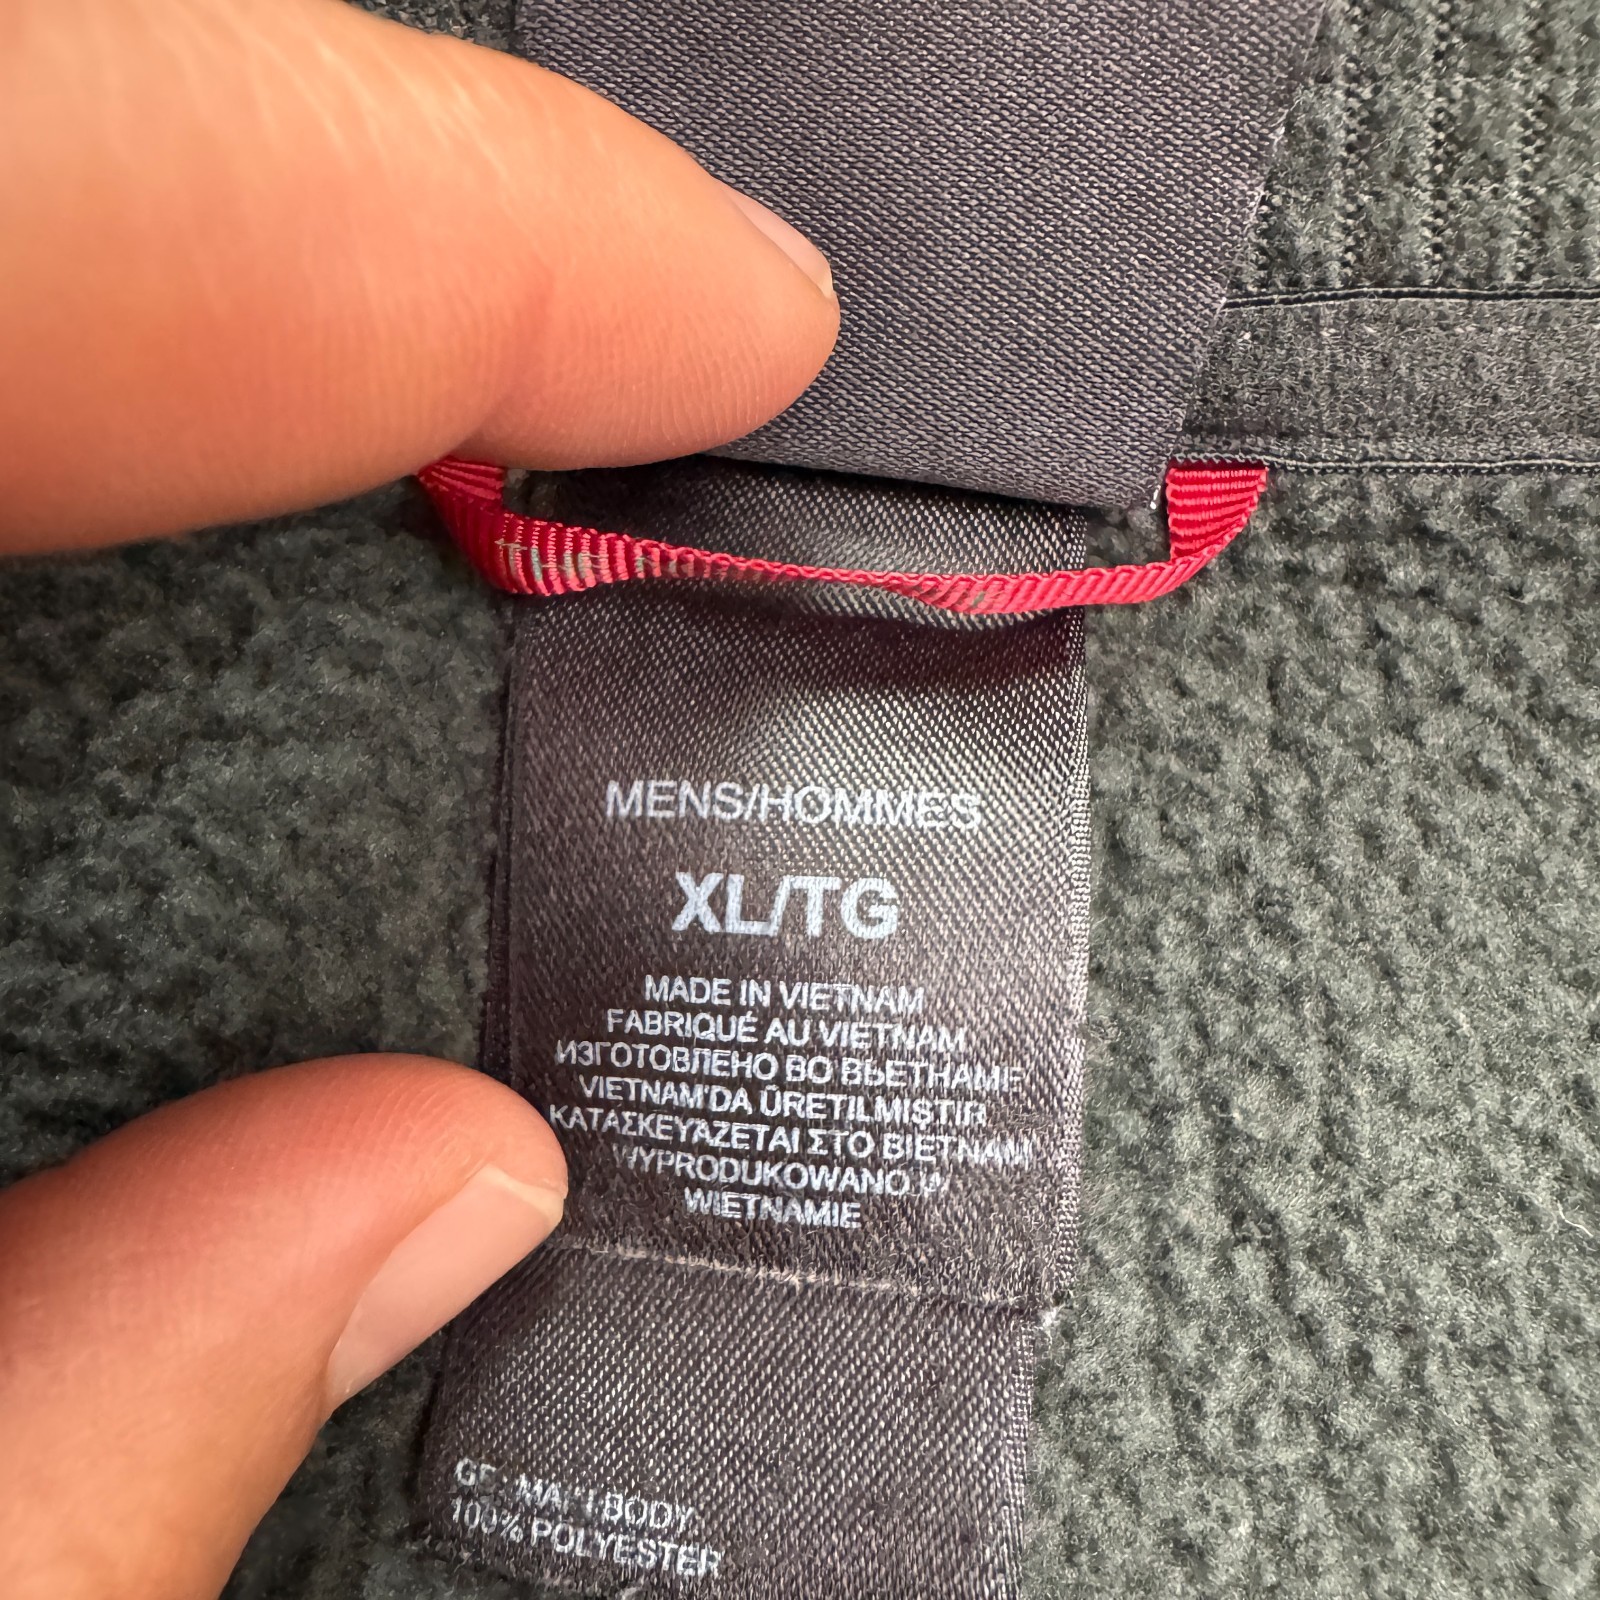 MENS/HOMMES
XL/TG
MADE IN VIETNAM
FABRIQUÉ AU VIETNAM
ИЗГОТОВЛЕНО ВО ВЬЕТНАМЕ
VIETNAM'DA ÜRETILMIŞTIR
ΚΑΤΑΣΚΕΥΑΖΕΤΑΙ ΣΤΟ ΒΙΕΤΝΑΜ
WYPRODUKOWANO W
WIETNAMIE
BODY:
100% POLYESTER